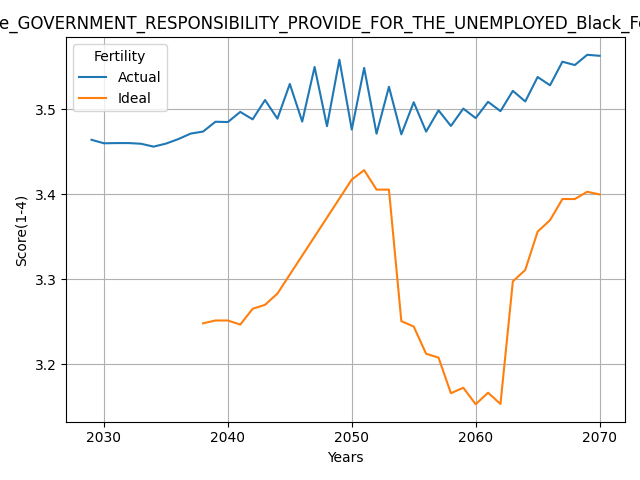 e_GOVERNMENT_RESPONSIBILITY_PROVIDE_FOR_THE_UNEMPLOYED_Black_Fe
Fertility
Actual
Ideal
3.5
3.4
3.3
3.2
Score(1-4)
2030 2040 2050 2060 2070
Years